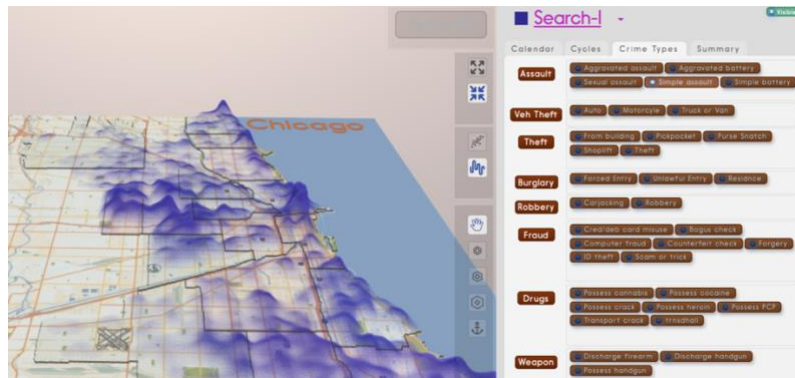 Search-I
Visible
Calendar Cycles Crime Types Summary
Assault
Aggravated assault Aggravated battery
Sexual assault Simple assault Simple battery
Veh Theft
Auto Motorcyle Truck or Van
Theft
From building Pickpocket Purse Snatch
Shoplift Theft
Burglary
Forced Entry Unlawful Entry Residnce
Robbery
Carjacking Robbery
Fraud
Cred/deb card misuse Bogus check
Computer fraud Counterfeit check Forgery
ID theft Scam or trick
Drugs
Possess cannabis Possess cocaine
Possess crack Possess heroin Possess PCP
Transport crack
Weapon
Discharge firearm Discharge handgun
Possess handgun
Chicago